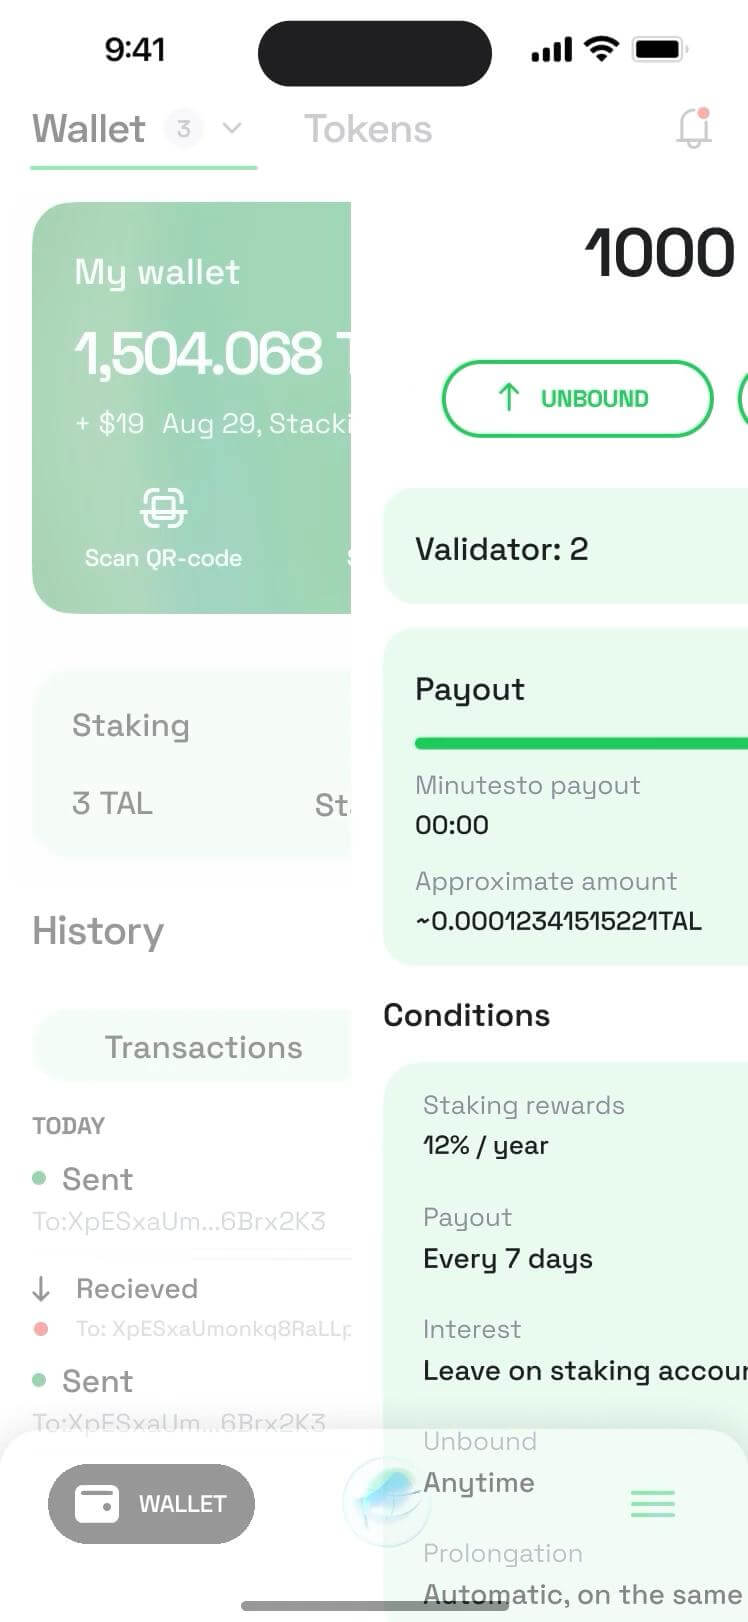 9:41
Wallet 3
Tokens
My wallet
1,504.068 T
+ $19 Aug 29, Stacki
Scan QR-code
Staking
3 TAL
St
History
Transactions
TODAY
Sent
To:XpESxaUm...6Brx2K3
Recieved
To: XpESxaUmonkq8RaLLp
Sent
To:XpESxaUm...6Brx2K3
WALLET
1000
UNBOUND
Validator: 2
Payout
Minutesto payout
00:00
Approximate amount
~0.00012341515221TAL
Conditions
Staking rewards
12% / year
Payout
Every 7 days
Interest
Leave on staking accour
Unbound
Anytime
Prolongation
Automatic, on the same